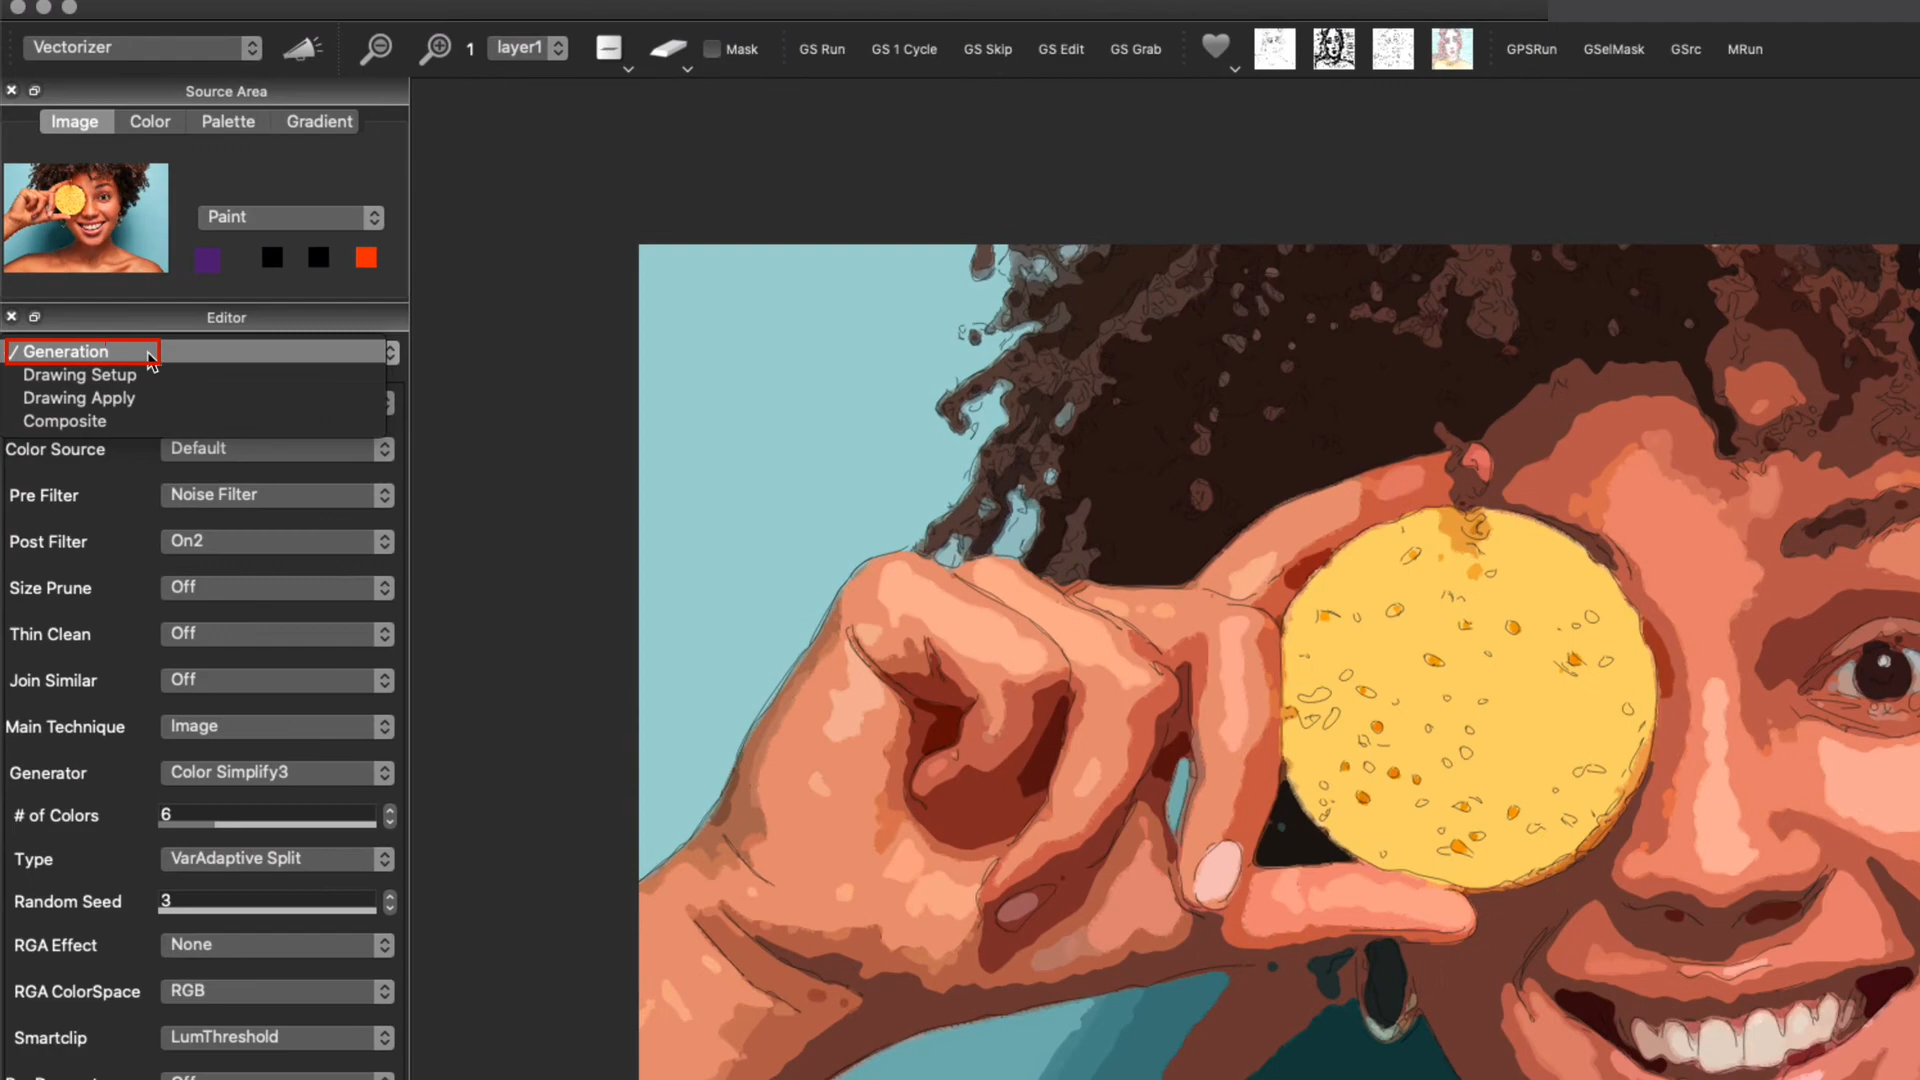 Vectorizer 1 layer1 Mask GS Run GS 1 Cycle GS Skip GS Edit GS Grab GPSRun GSelMask GSrc MRun
Source Area
Image Color Palette Gradient
Paint
Editor
✓ Generation
Drawing Setup
Drawing Apply
Composite
Color Source Default
Pre Filter Noise Filter
Post Filter On2
Size Prune Off
Thin Clean Off
Join Similar Off
Main Technique Image
Generator Color Simplify3
# of Colors 6
Type VarAdaptive Split
Random Seed 3
RGA Effect None
RGA ColorSpace RGB
Smartclip LumThreshold